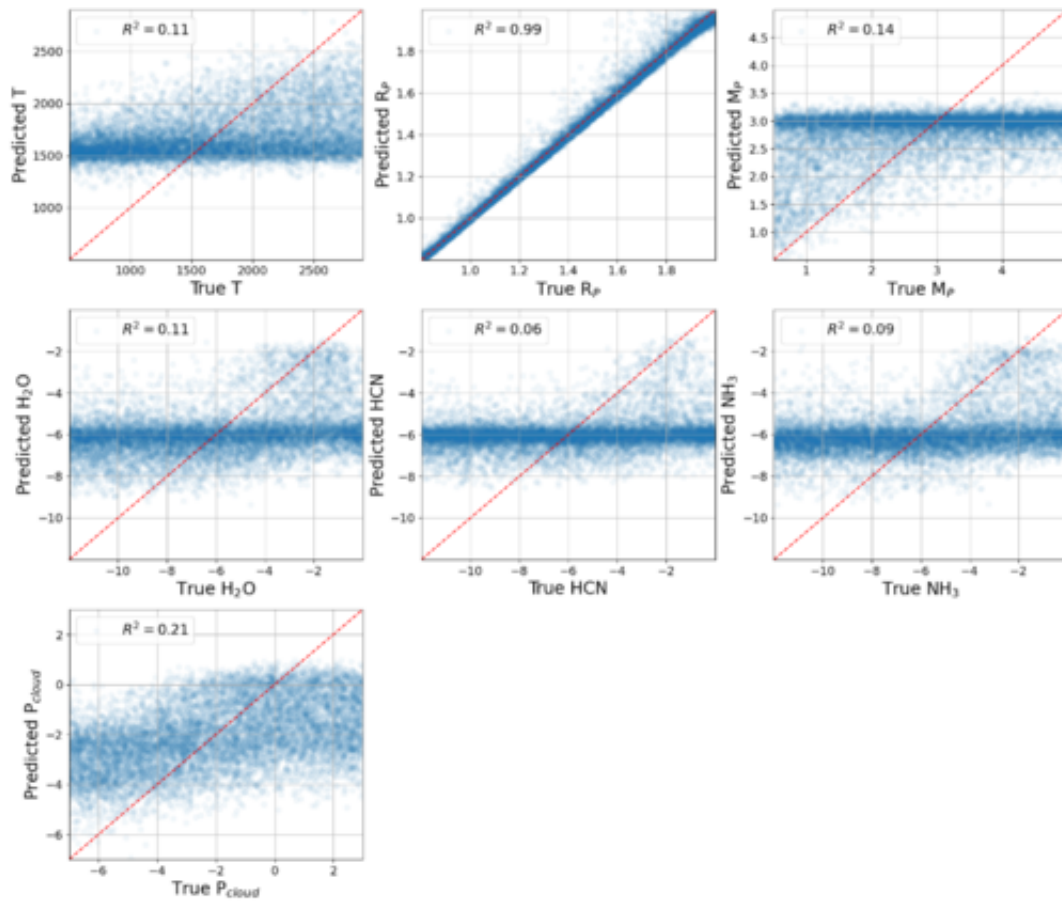 R² = 0.11
Predicted T
2500
2000
1500
1000
1000 1500 2000 2500
True T
R² = 0.99
Predicted R_P
1.8
1.6
1.4
1.2
1.0
1.0 1.2 1.4 1.6 1.8
True R_P
R² = 0.14
Predicted M_P
4.5
4.0
3.5
3.0
2.5
2.0
1.5
1.0
1 2 3 4
True M_P
R² = 0.11
Predicted H₂O
−2
−4
−6
−8
−10
−10 −8 −6 −4 −2
True H₂O
R² = 0.06
Predicted HCN
−2
−4
−6
−8
−10
−10 −8 −6 −4 −2
True HCN
R² = 0.09
Predicted NH₃
−2
−4
−6
−8
−10
−10 −8 −6 −4 −2
True NH₃
R² = 0.21
Predicted P_cloud
2
0
−2
−4
−6
−6 −4 −2 0 2
True P_cloud